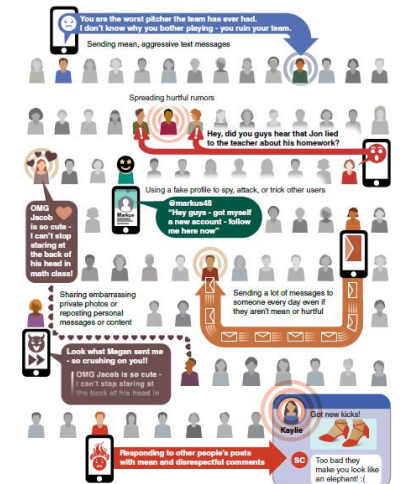 You are the worst pitcher the team has ever had.
I don't know why you bother playing - you ruin your team.
Sending mean, aggressive text messages
Spreading hurtful rumors
Hey, did you guys hear that Jon lied
to the teacher about his homework?
Using a fake profile to spy, attack, or trick other users
Markus
@markus48
"Hey guys - got myself
a new account - follow
me here now"
OMG
Jacob
is so cute -
I can't stop
staring at
the back of
his head in
math class!
Sharing embarrassing
private photos or
reposting personal
messages or content
Sending a lot of messages to
someone every day even if
they aren't mean or hurtful
Look what Megan sent me
- so crushing on you!!
OMG Jacob is so cute -
I can't stop staring at
the back of his head in
Kaylie
Got new kicks!
Responding to other people's posts
with mean and disrespectful comments
SC
Too bad they
make you look like
an elephant! :(